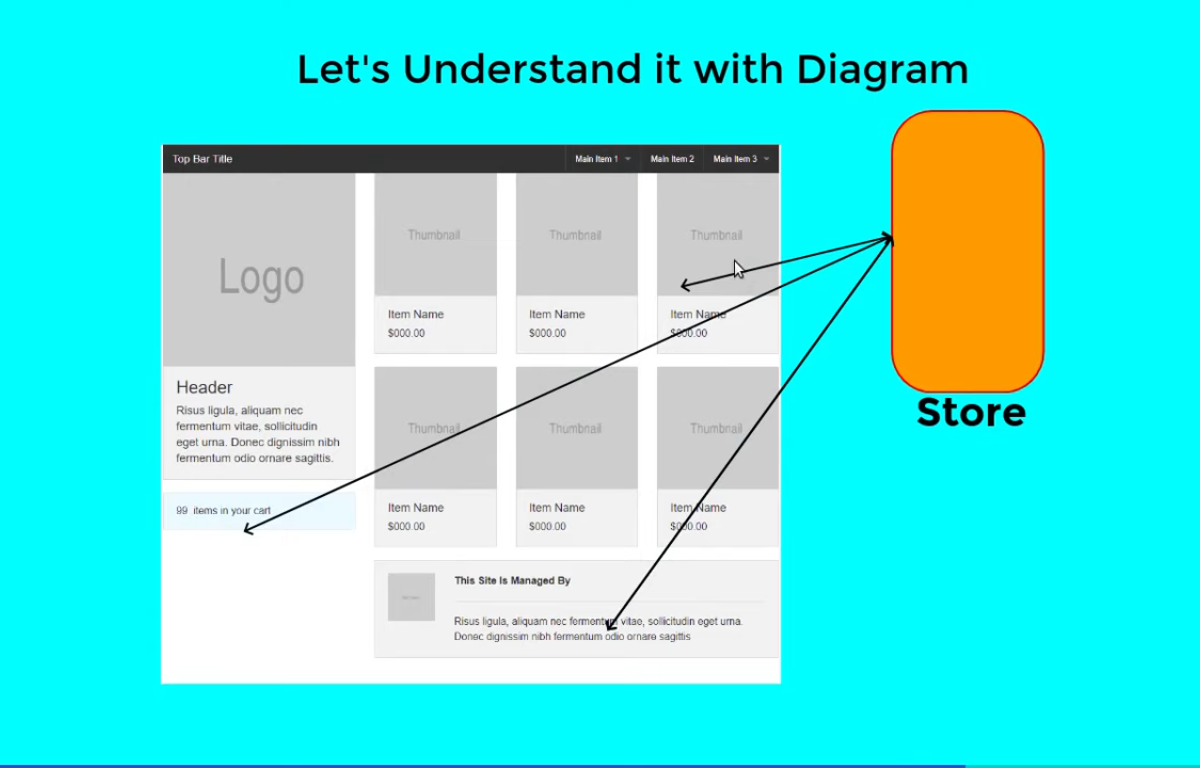 Let's Understand it with Diagram
Top Bar Title
Main Item 1
Main Item 2
Main Item 3
Logo
Header
Risus ligula, aliquam nec
fermentum vitae, sollicitudin
eget urna. Donec dignissim nibh
fermentum odio ornare sagittis.
99 items in your cart
Thumbnail
Thumbnail
Thumbnail
Item Name
$000.00
Item Name
$000.00
Item Name
$000.00
Thumbnail
Thumbnail
Thumbnail
Item Name
$000.00
Item Name
$000.00
Item Name
$000.00
This Site Is Managed By
Risus ligula, aliquam nec fermentum vitae, sollicitudin eget urna.
Donec dignissim nibh fermentum odio ornare sagittis
Store